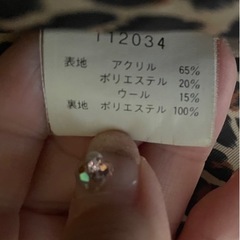 112034
表地 アクリル 65%
ポリエステル 20%
ウール 15%
裏地 ポリエステル 100%